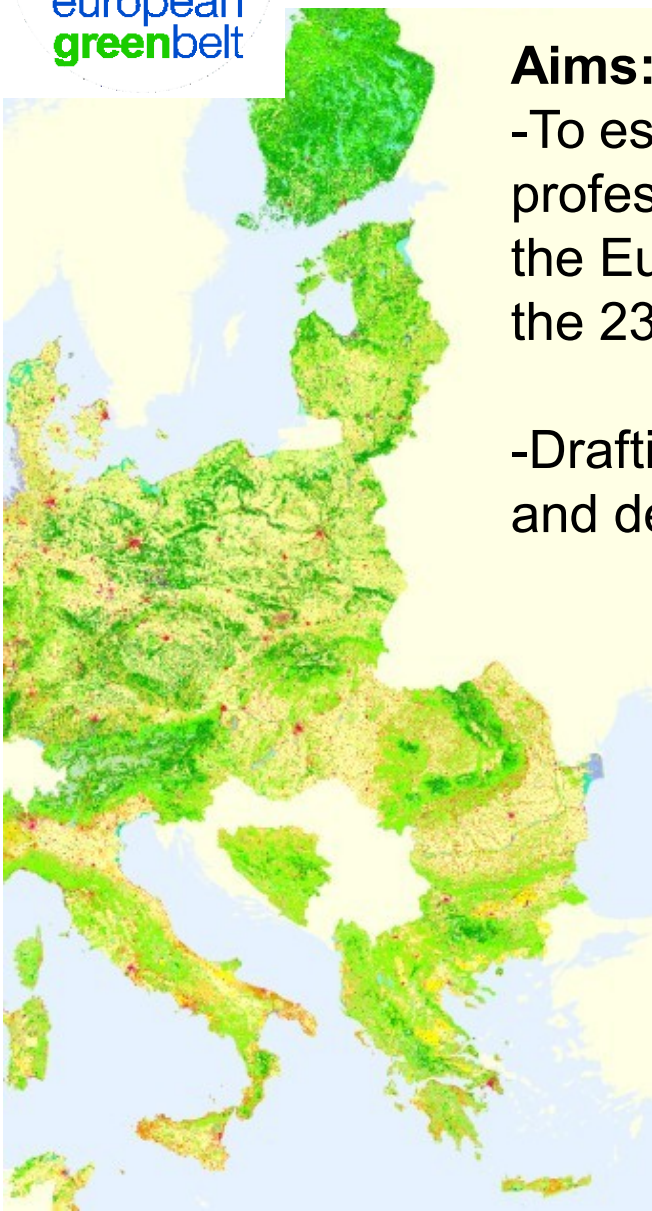 european
greenbelt
Aims:
-To es
profes
the Eu
the 23
-Drafti
and de